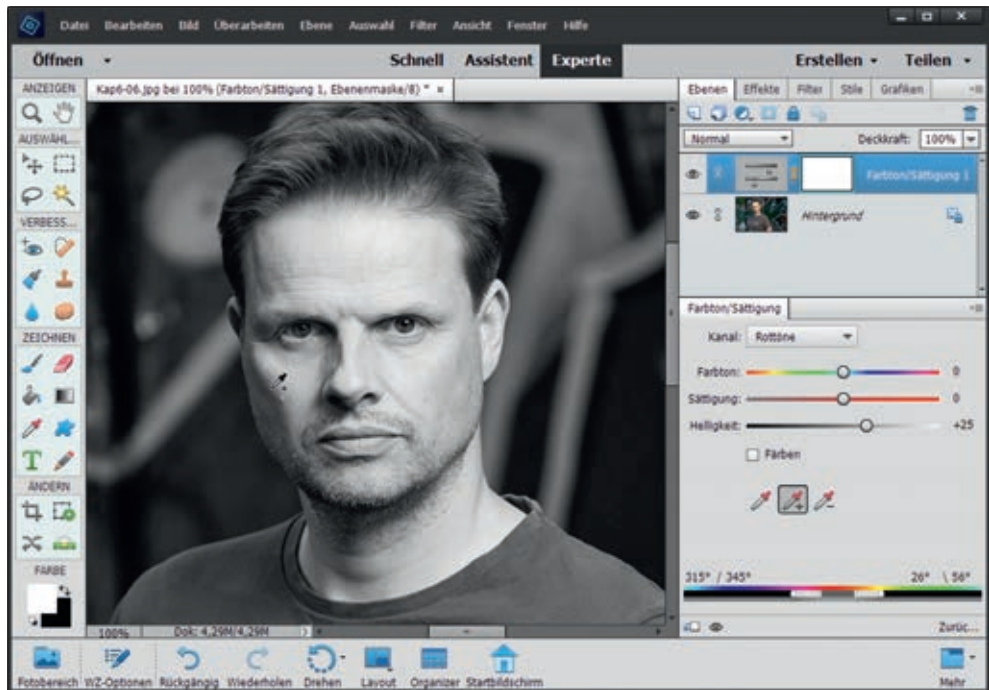 Datei Bearbeiten Bild Überarbeiten Ebene Auswahl Filter Ansicht Fenster Hilfe
Öffnen Schnell Assistent Experte Erstellen Teilen
ANZEIGEN
Kap6-06.jpg bei 100% (Farbton/Sättigung 1, Ebenenmaske/8) * x
Ebenen Effekte Filter Stile Grafiken
AUSWÄHL...
Normal Deckkraft: 100%
Farbton/Sättigung 1
VERBESS...
Hintergrund
Farbton/Sättigung
ZEICHNEN
Kanal: Rottöne
Farbton: 0
Sättigung: 0
Helligkeit: +25
Färben
T
ÄNDERN
FARBE
315° / 345° 26° \ 56°
100% Dok: 4,29M/4,29M
Zurüc...
Fotobereich WZ-Optionen Rückgängig Wiederholen Drehen Layout Organizer Startbildschirm Mehr